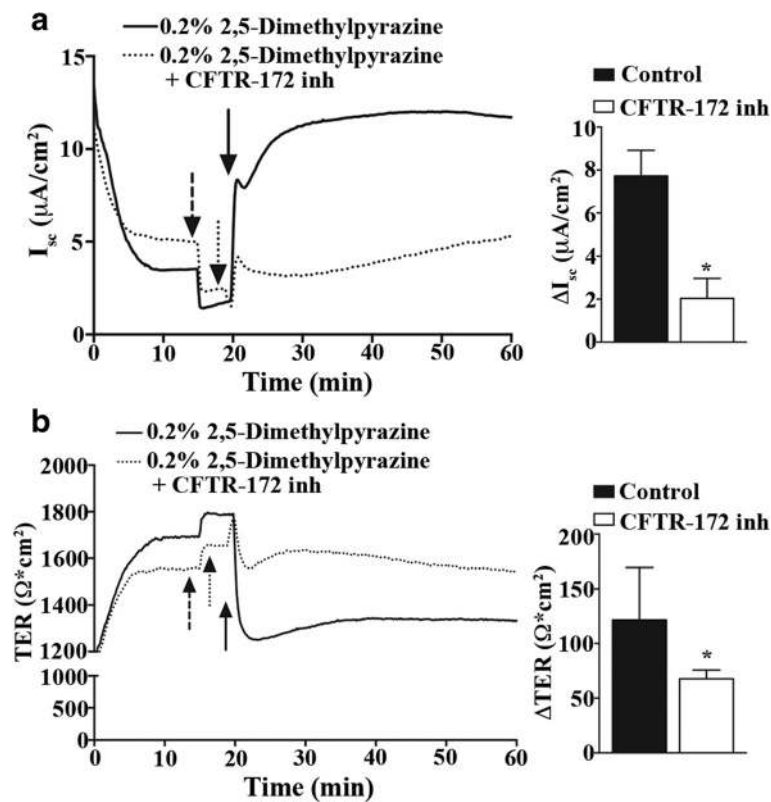 a
0.2% 2,5-Dimethylpyrazine
0.2% 2,5-Dimethylpyrazine
+ CFTR-172 inh
15
10
5
0
I_sc (μA/cm²)
0 10 20 30 40 50 60
Time (min)
Control
CFTR-172 inh
10
8
6
4
2
0
ΔI_sc (μA/cm²)
*
b
0.2% 2,5-Dimethylpyrazine
0.2% 2,5-Dimethylpyrazine
+ CFTR-172 inh
2000
1800
1600
1400
1200
1000
500
0
TER (Ω*cm²)
0 10 20 30 40 50 60
Time (min)
Control
CFTR-172 inh
200
150
100
50
0
ΔTER (Ω*cm²)
*